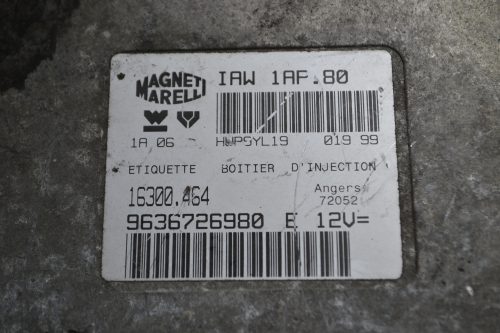 MAGNETI
MARELLI
IAW 1AP.80
1A 06 HWPSYL19 019 99
ETIQUETTE BOITIER D'INJECTION
16300.464 Angers
72052
9636726980 E 12V=